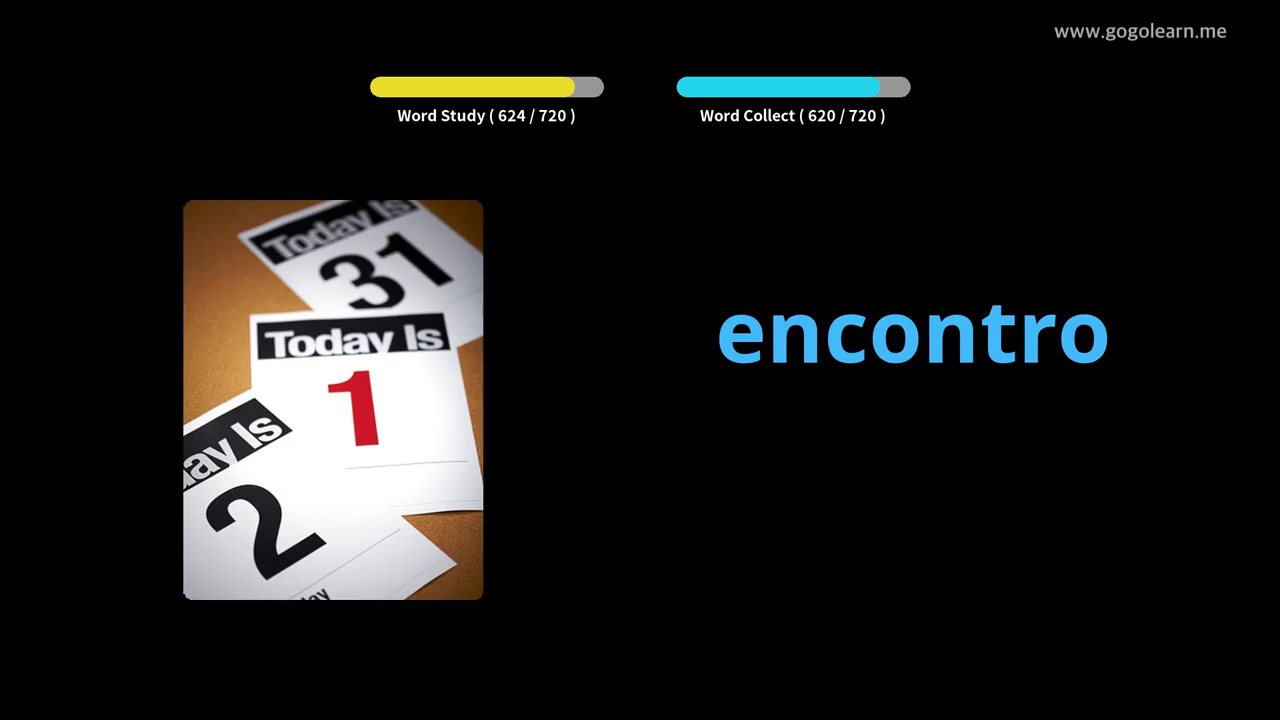 www.gogolearn.me
Word Study ( 624 / 720 )
Word Collect ( 620 / 720 )
Today Is
31
Today Is
1
ay Is
2
ay
encontro